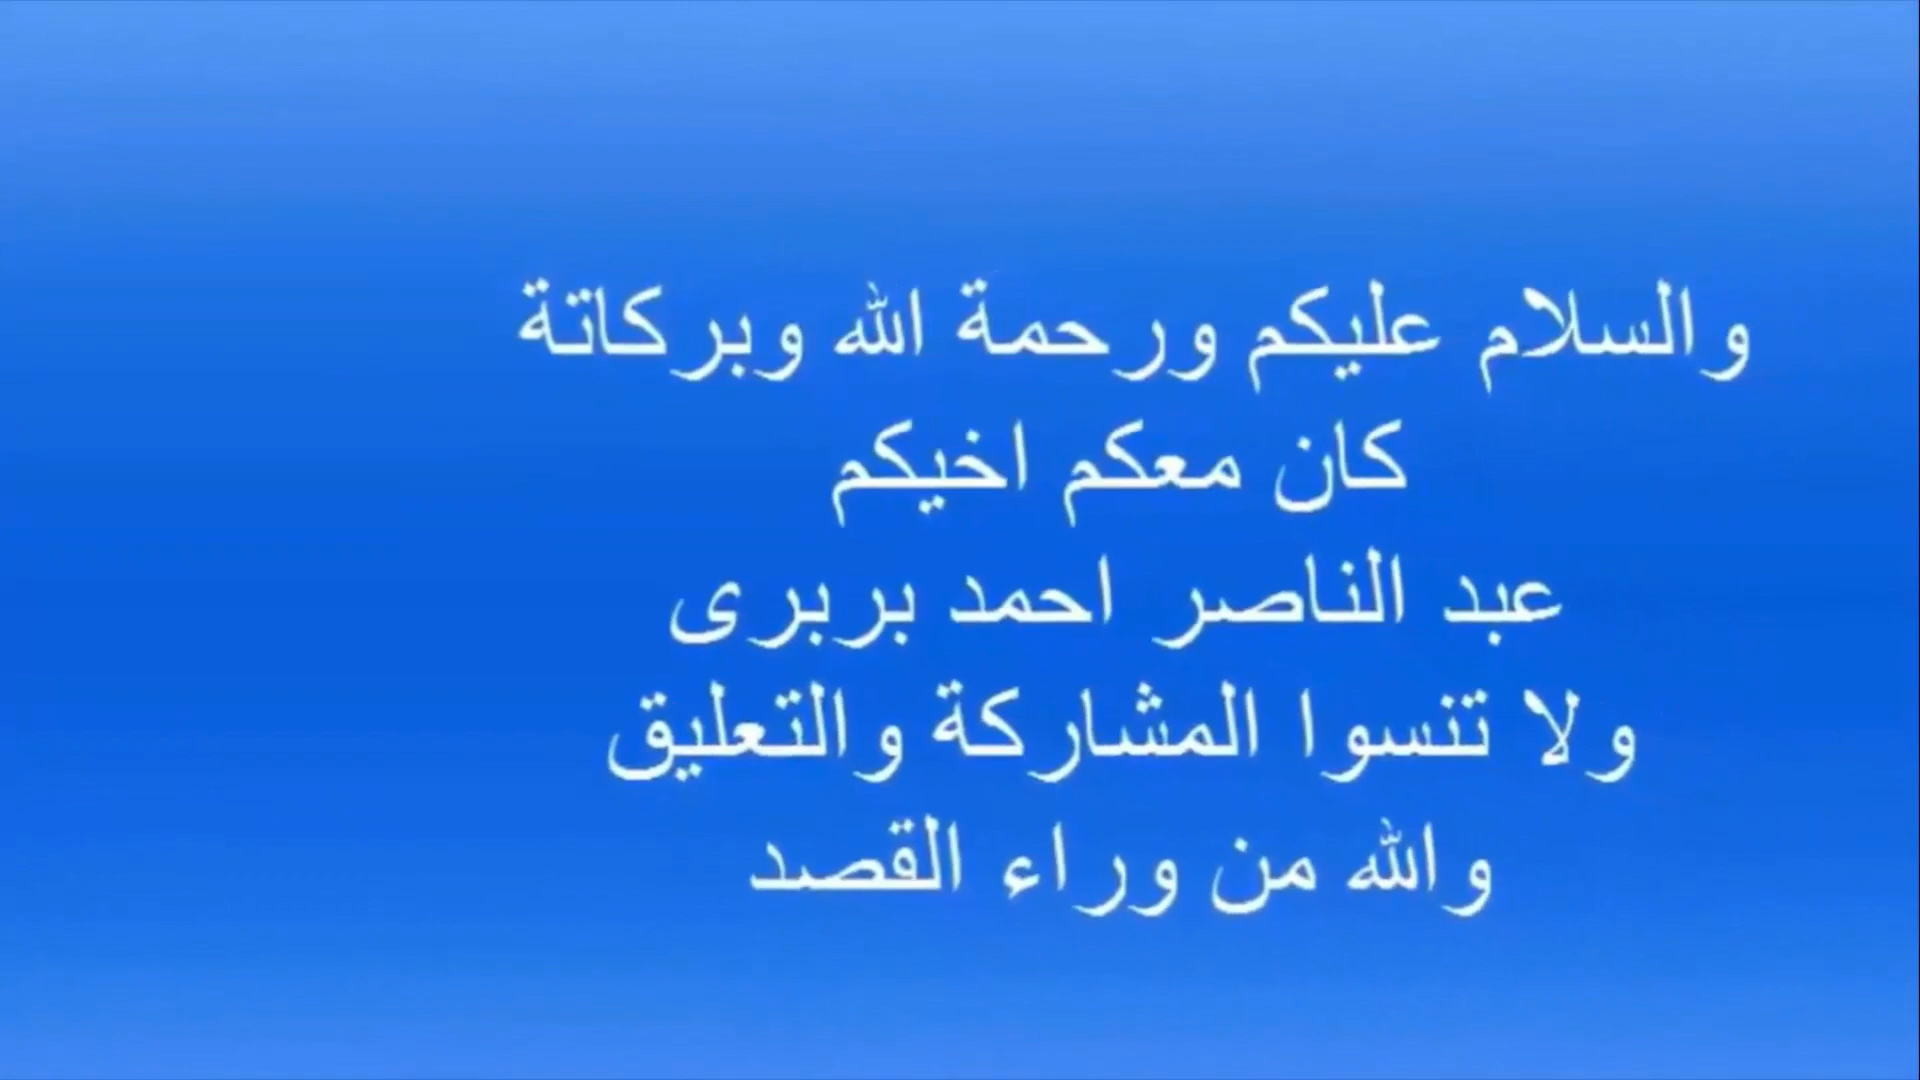 والسلام عليكم ورحمة الله وبركاتة
كان معكم اخيكم
عبد الناصر احمد بربرى
ولا تنسوا المشاركة والتعليق
والله من وراء القصد